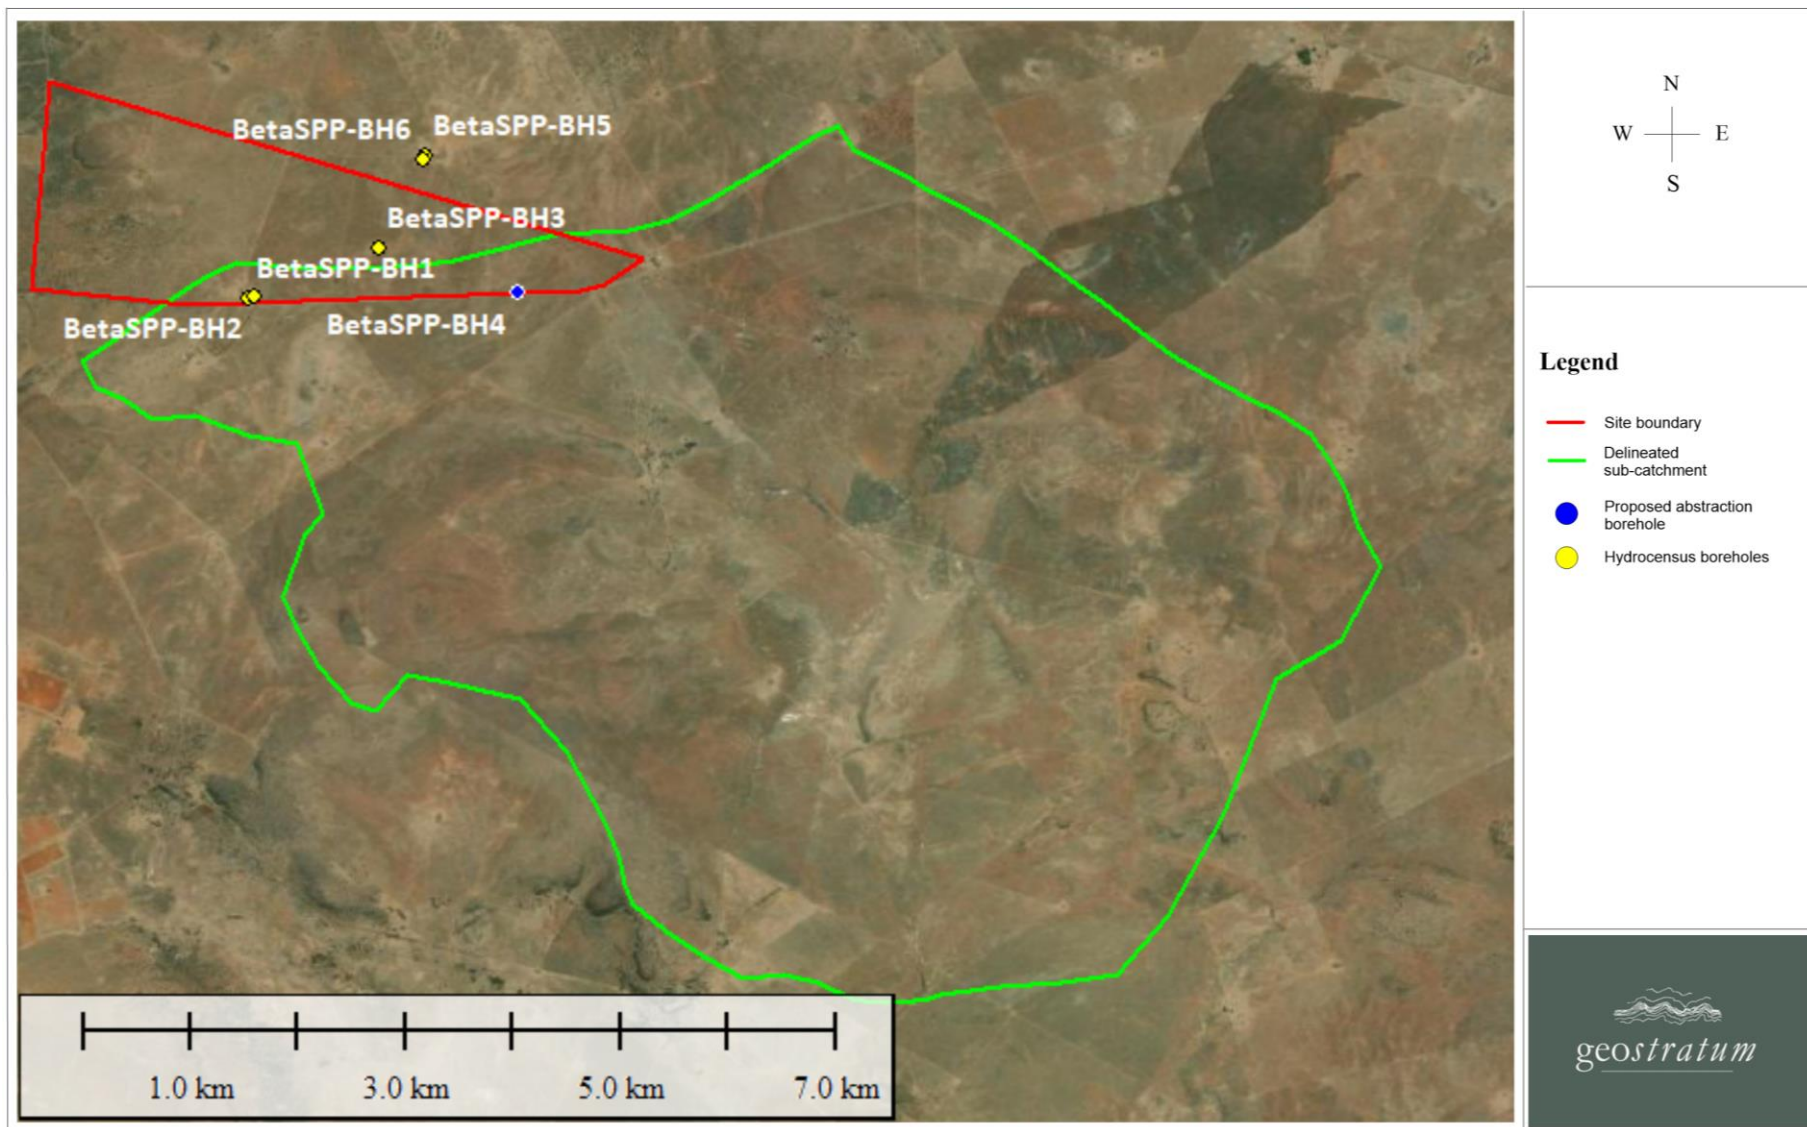 BetaSPP-BH6
BetaSPP-BH5
BetaSPP-BH3
BetaSPP-BH1
BetaSPP-BH2
BetaSPP-BH4
1.0 km
3.0 km
5.0 km
7.0 km
N
W
E
S
Legend
Site boundary
Delineated
sub-catchment
Proposed abstraction
borehole
Hydrocensus boreholes
geostratum